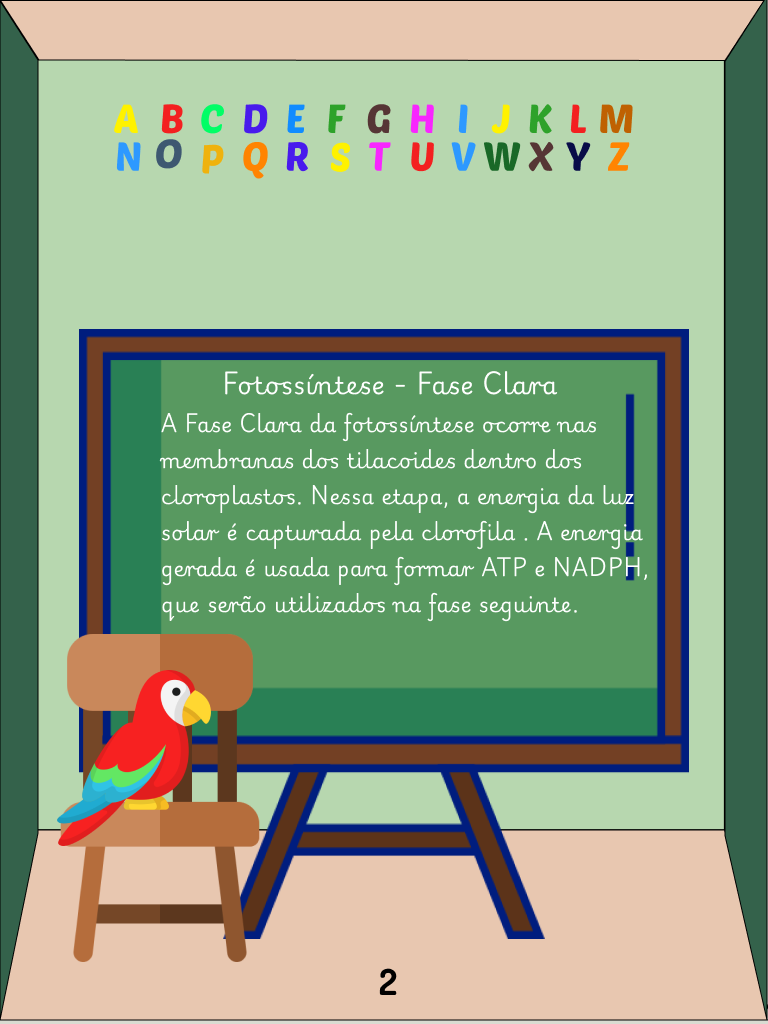 A B C D E F G H I J K L M
N O P Q R S T U V W X Y Z
Fotossíntese - Fase Clara
A Fase Clara da fotossíntese ocorre nas
membranas dos tilacoides dentro dos
cloroplastos. Nessa etapa, a energia da luz
solar é capturada pela clorofila . A energia
gerada é usada para formar ATP e NADPH,
que serão utilizados na fase seguinte.
2